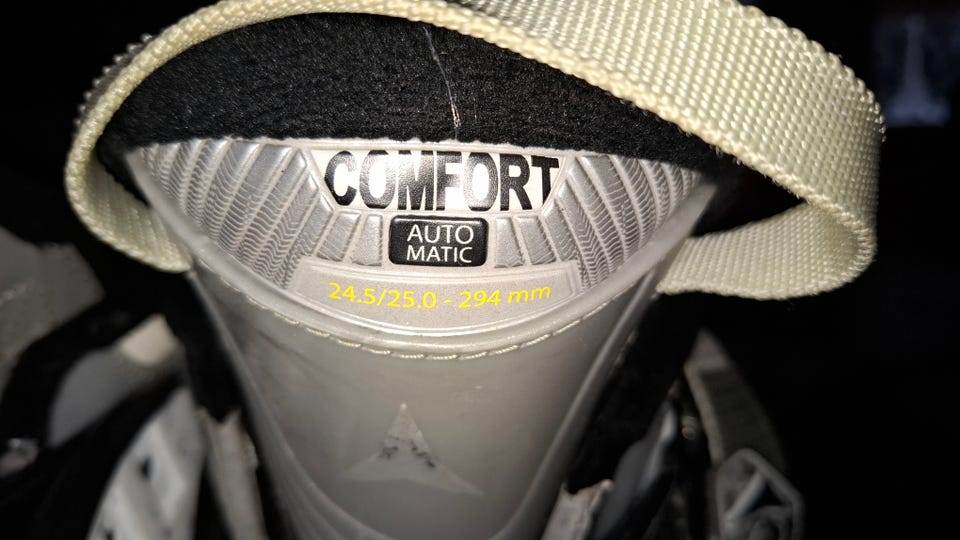 COMFORT
AUTO
MATIC
24.5/25.0 - 294 mm